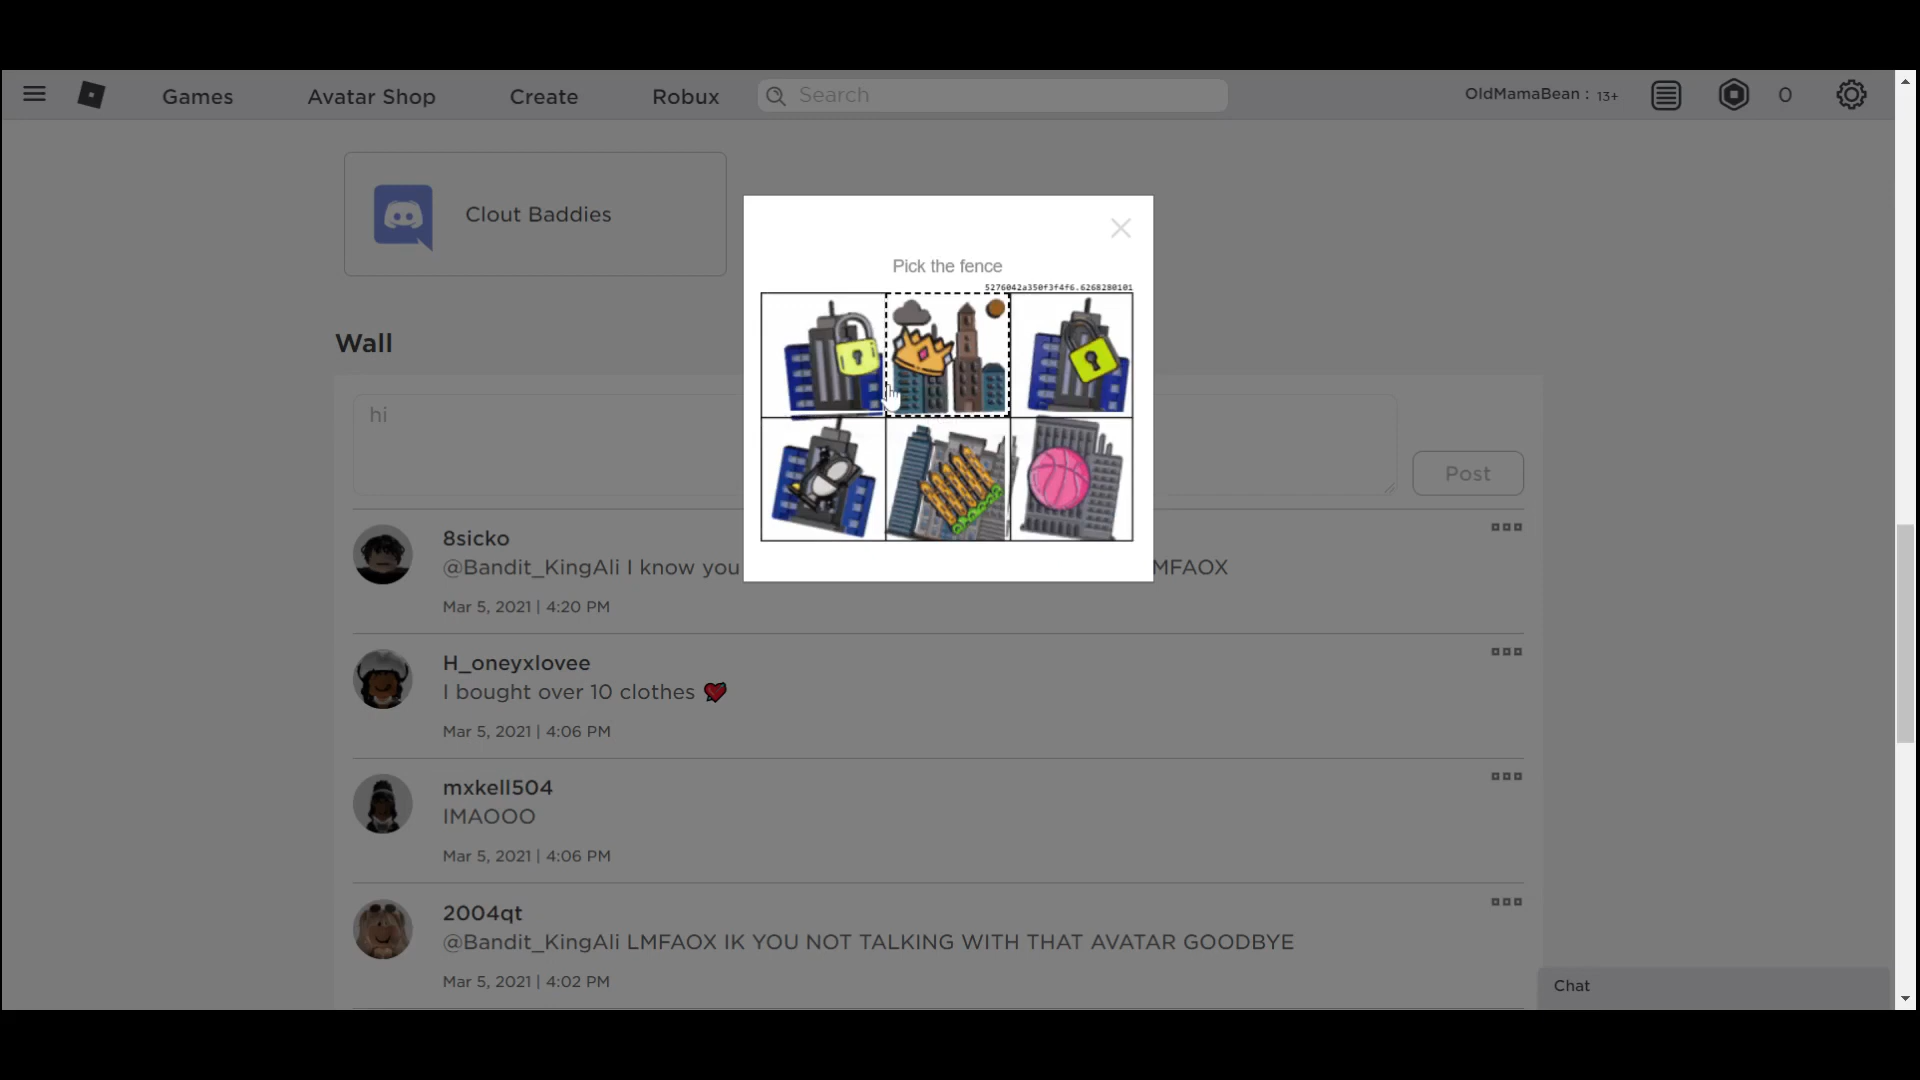 Games Avatar Shop Create Robux Search OldMamaBean : 13+ 0
Clout Baddies
Pick the fence
5276042a350f3f4f6.6268280101
Wall
hi
Post
8sicko
@Bandit_KingAli I know you MFAOX
Mar 5, 2021 | 4:20 PM
H_oneyxlovee
I bought over 10 clothes
Mar 5, 2021 | 4:06 PM
mxkell504
lMAOOO
Mar 5, 2021 | 4:06 PM
2004qt
@Bandit_KingAli LMFAOX IK YOU NOT TALKING WITH THAT AVATAR GOODBYE
Mar 5, 2021 | 4:02 PM
Chat